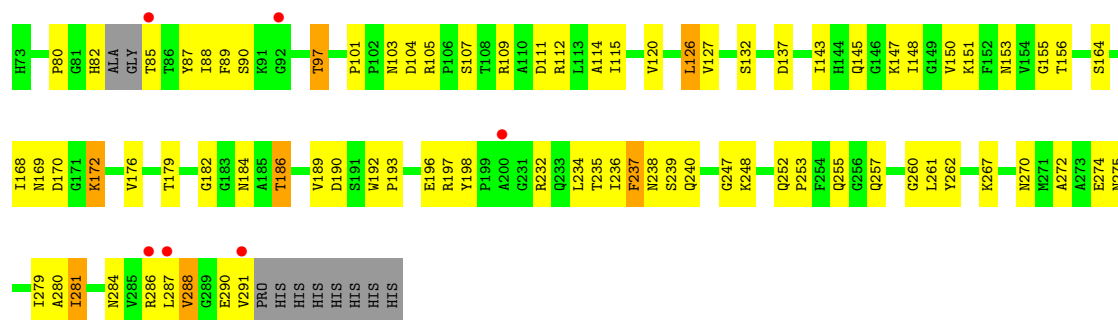 H73 P80 G81 H82 ALA GLY T85 T86 Y87 I88 F89 S90 K91 G92 T97 P101 P102 N103 D104 R105 P106 S107 T108 R109 A110 D111 R112 L113 A114 I115 V120 L126 V127 S132 D137 I143 H144 Q145 G146 K147 I148 G149 V150 K151 F152 N153 V154 G155 T156 S164
I168 N169 D170 G171 K172 V176 T179 G182 G183 N184 A185 T186 V189 D190 S191 W192 P193 E196 R197 Y198 P199 A200 G231 R232 Q233 L234 T235 I236 F237 N238 S239 Q240 G247 K248 Q252 P253 F254 Q255 G256 Q257 G260 L261 Y262 K267 N270 M271 A272 A273 E274 N275
I279 A280 I281 N284 V285 R286 L287 V288 G289 E290 V291 PRO HIS HIS HIS HIS HIS HIS